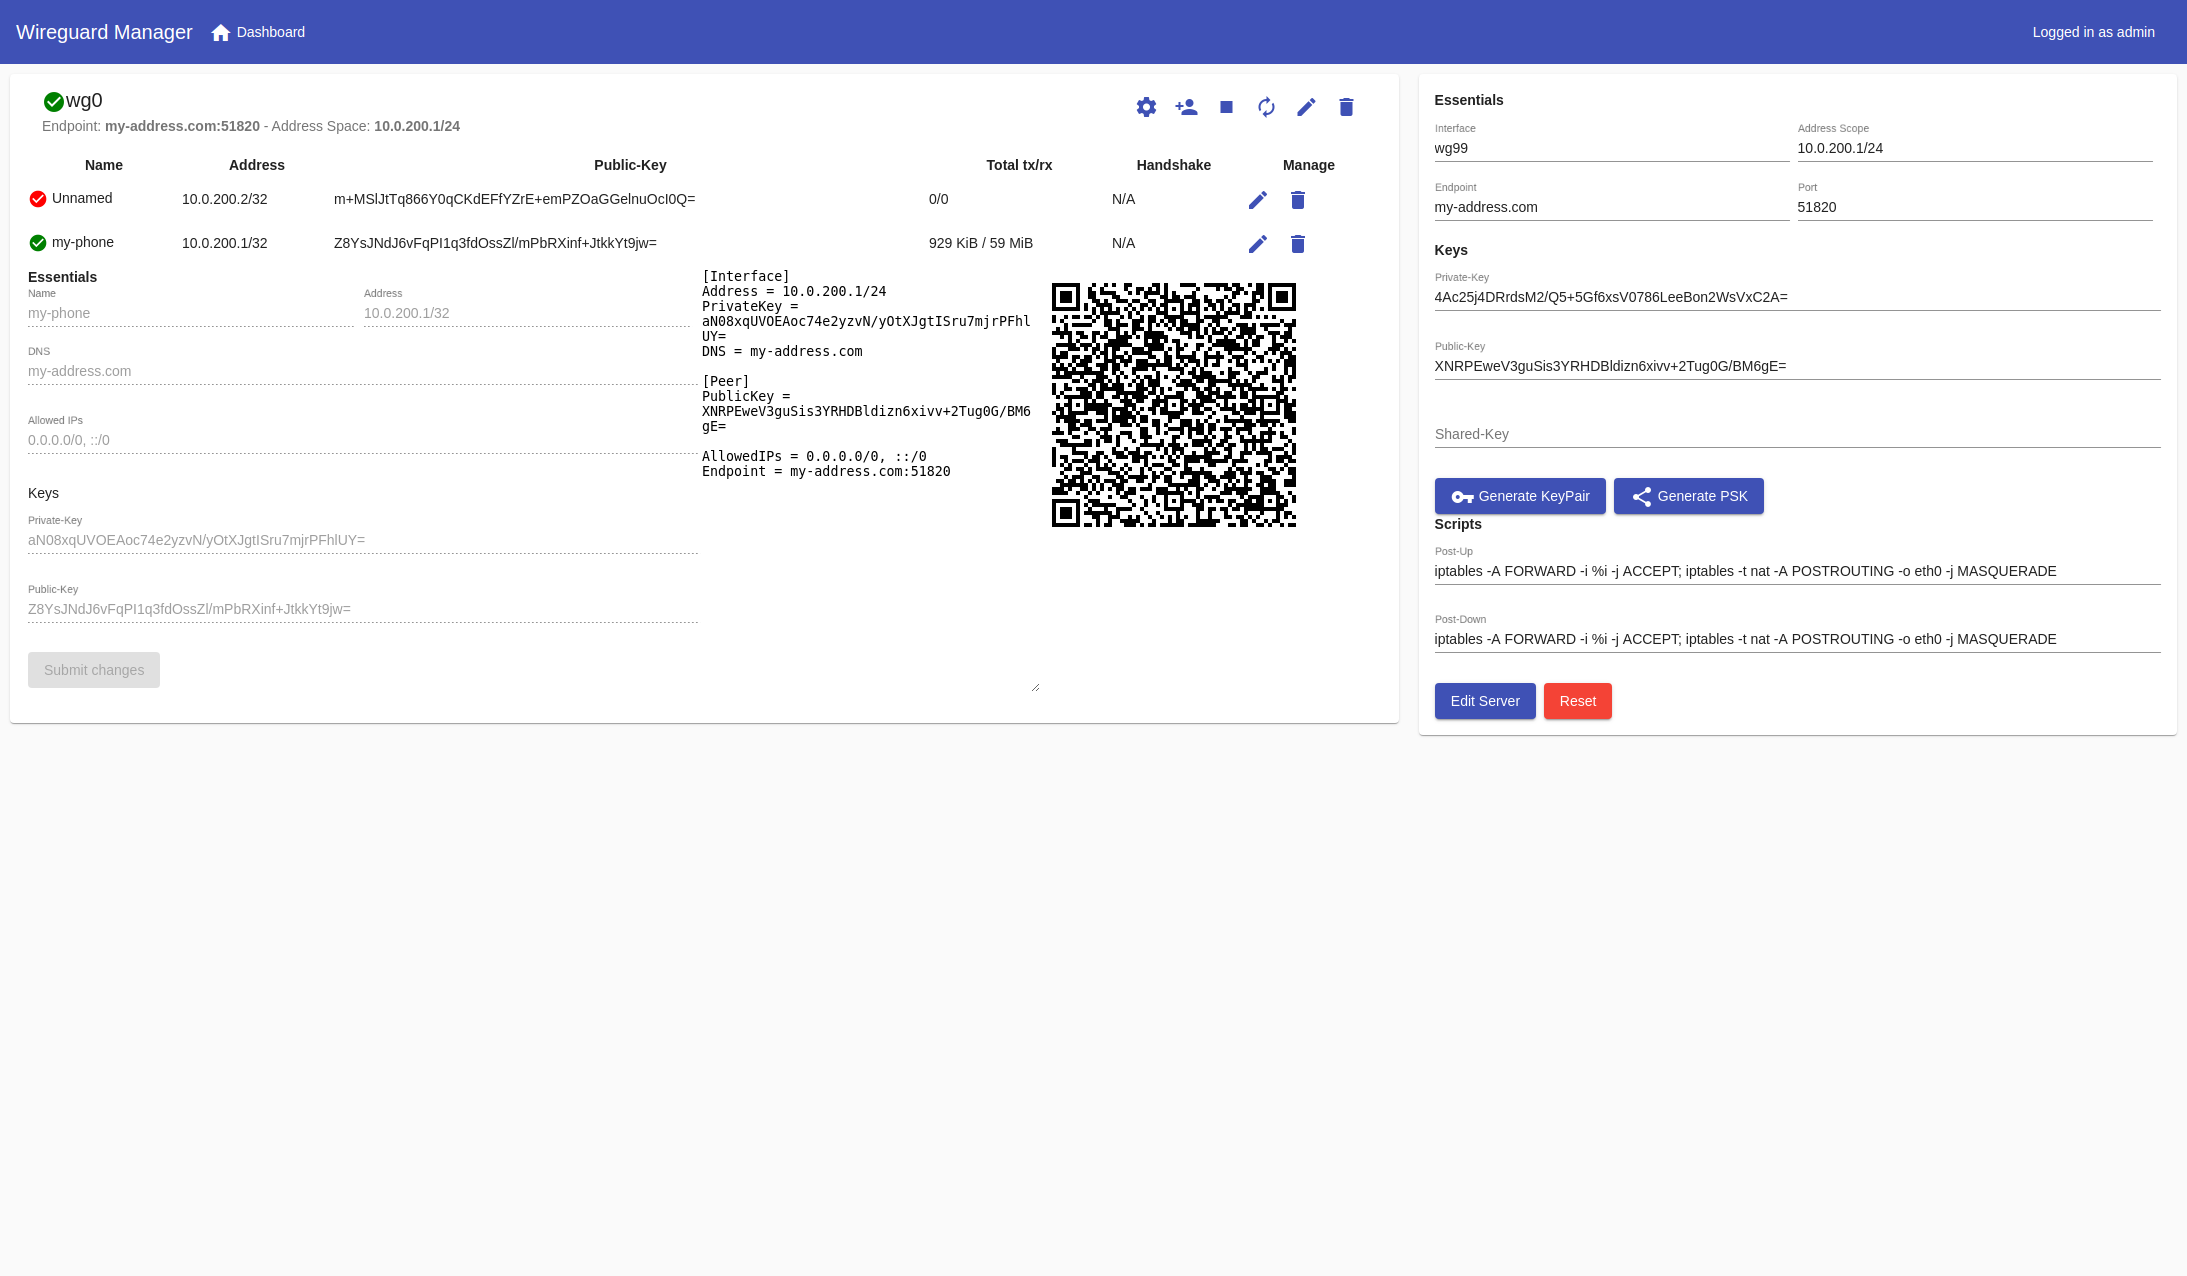 Wireguard Manager
Dashboard
Logged in as admin
wg0
Endpoint: my-address.com:51820 - Address Space: 10.0.200.1/24
Name Address Public-Key Total tx/rx Handshake Manage
Unnamed 10.0.200.2/32 m+MSlJtTq866Y0qCKdEFfYZrE+emPZOaGGelnuOcI0Q= 0/0 N/A
my-phone 10.0.200.1/32 Z8YsJNdJ6vFqPI1q3fdOssZl/mPbRXinf+JtkkYt9jw= 929 KiB / 59 MiB N/A
Essentials
Name
my-phone
Address
10.0.200.1/32
DNS
my-address.com
Allowed IPs
0.0.0.0/0, ::/0
Keys
Private-Key
aN08xqUVOEAoc74e2yzvN/yOtXJgtISru7mjrPFhlUY=
Public-Key
Z8YsJNdJ6vFqPI1q3fdOssZl/mPbRXinf+JtkkYt9jw=
Submit changes
[Interface]
Address = 10.0.200.1/24
PrivateKey =
aN08xqUVOEAoc74e2yzvN/yOtXJgtISru7mjrPFhl
UY=
DNS = my-address.com
[Peer]
PublicKey =
XNRPEweV3guSis3YRHDBldizn6xivv+2Tug0G/BM6
gE=
AllowedIPs = 0.0.0.0/0, ::/0
Endpoint = my-address.com:51820
Essentials
Interface
wg99
Address Scope
10.0.200.1/24
Endpoint
my-address.com
Port
51820
Keys
Private-Key
4Ac25j4DRrdsM2/Q5+5Gf6xsV0786LeeBon2WsVxC2A=
Public-Key
XNRPEweV3guSis3YRHDBldizn6xivv+2Tug0G/BM6gE=
Shared-Key
Generate KeyPair
Generate PSK
Scripts
Post-Up
iptables -A FORWARD -i %i -j ACCEPT; iptables -t nat -A POSTROUTING -o eth0 -j MASQUERADE
Post-Down
iptables -A FORWARD -i %i -j ACCEPT; iptables -t nat -A POSTROUTING -o eth0 -j MASQUERADE
Edit Server
Reset